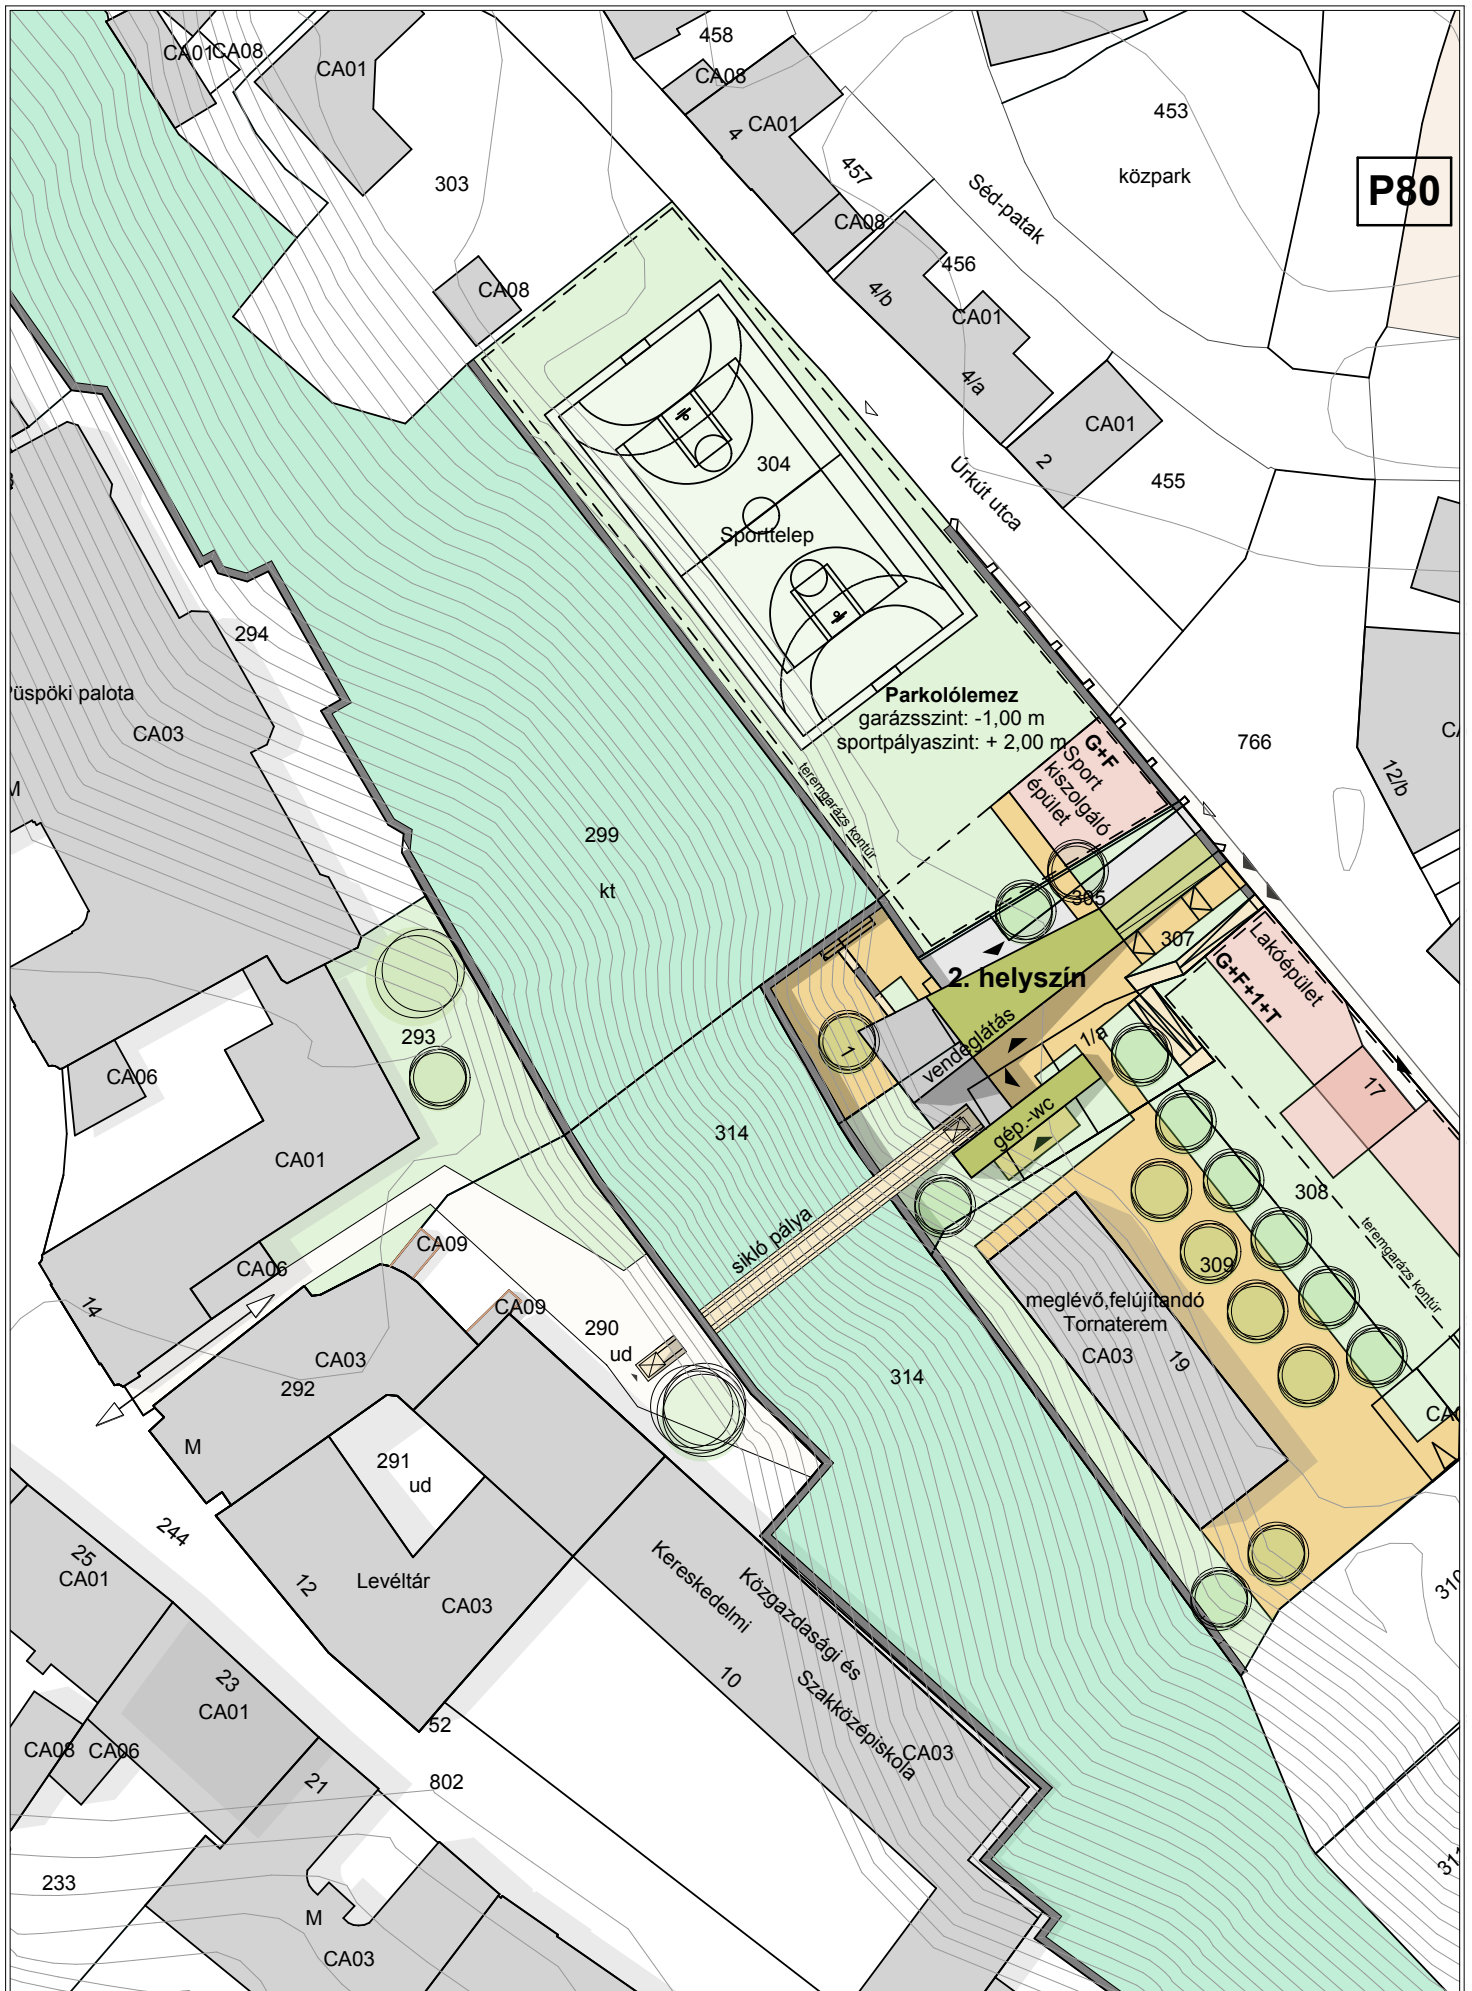 458
CA01
CA08
CA01
CA08
453
CA01
4
457
közpark
P80
303
Séd-patak
CA08
456
4/b
CA08
CA01
4/a
CA01
2
304
455
Úrkút utca
Sporttelep
294
Püspöki palota
CA03
M
Parkolólemez
garázsszint: -1,00 m
sportpályaszint: + 2,00 m
G+F
Sport
kiszolgáló
épület
766
12/b
teremgarázs kontúr
299
kt
305
307
2. helyszín
Lakóépület
G+F+1+T
293
1
vendéglátás
1/a
CA06
gép.-wc
17
314
CA01
308
sikló pálya
teremgarázs kontúr
CA09
CA06
309
14
CA09
meglévő,felújítandó
Tornaterem
CA03
19
290
ud
CA03
292
314
M
291
ud
244
25
CA01
12
Levéltár
CA03
Kereskedelmi
Közgazdasági és
Szakközépiskola
10
310
23
CA01
52
CA03
CA08
CA06
21
802
311
233
M
CA03